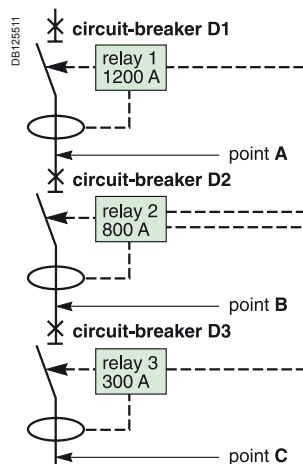 DB125511
circuit-breaker D1
relay 1
1200 A
point A
circuit-breaker D2
relay 2
800 A
point B
circuit-breaker D3
relay 3
300 A
point C